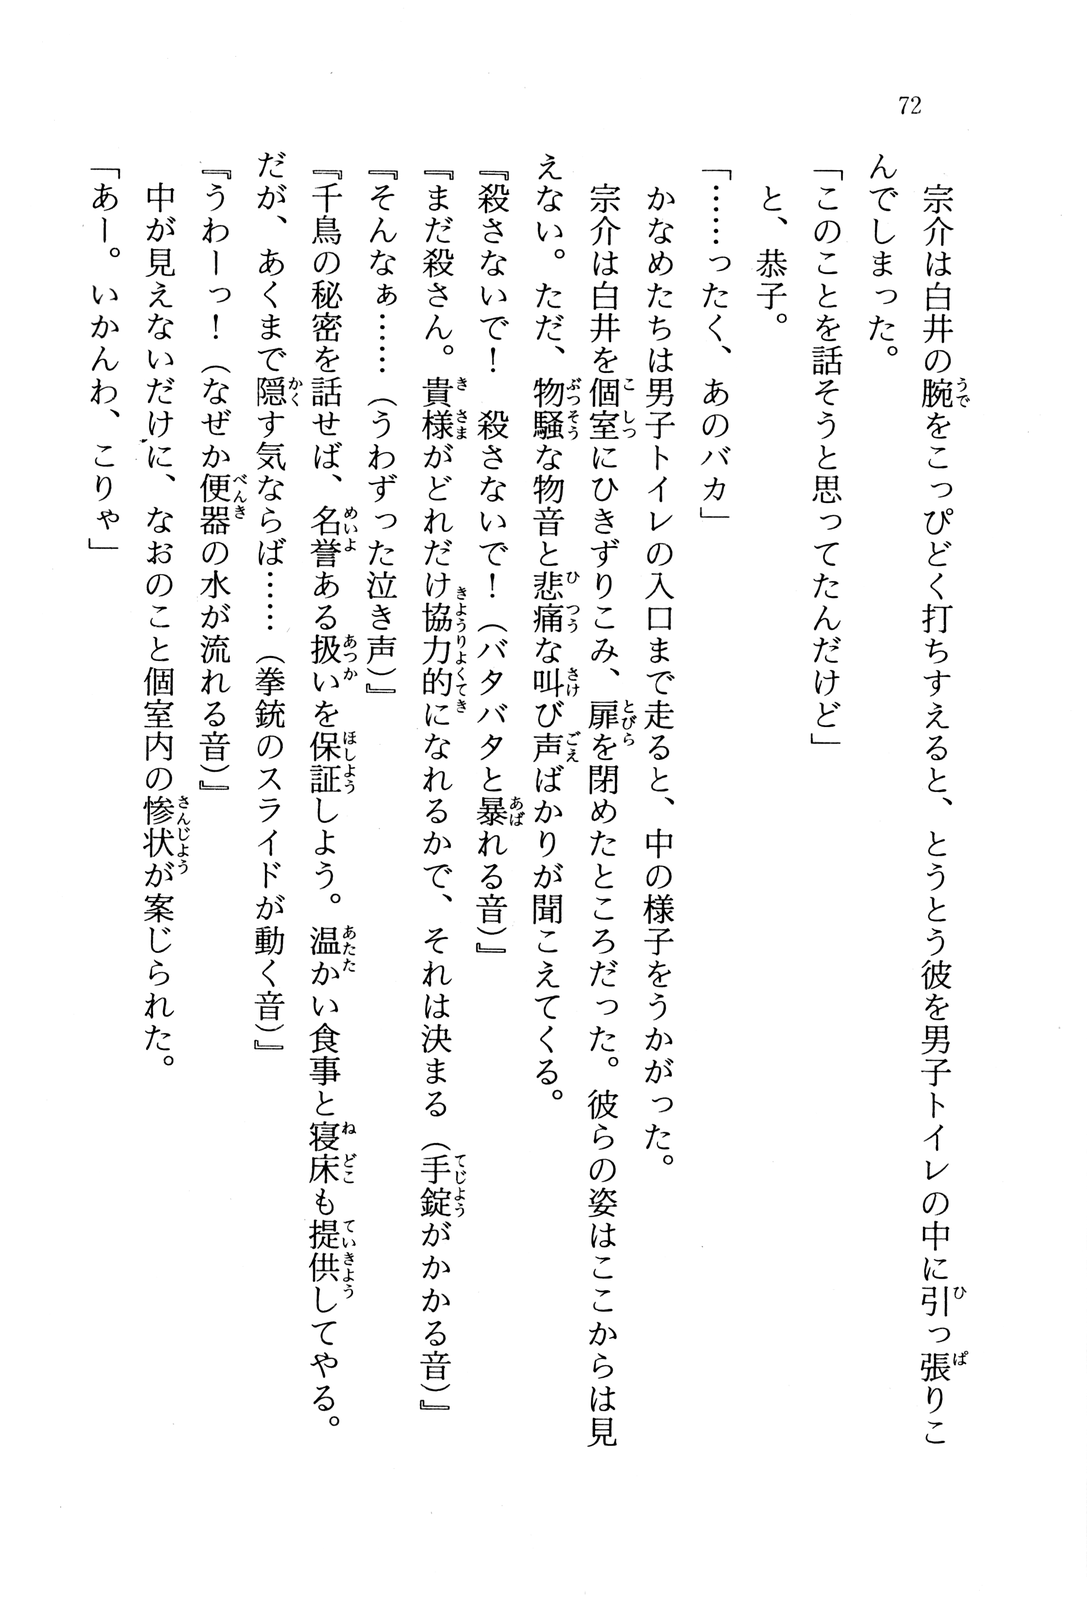 72
宗介は白井の腕をこっぴどく打ちすえると、とうとう彼を男子トイレの中に引っ張りこ
んでしまった。
「このことを話そうと思ってたんだけど」
と、恭子。
「……ったく、あのバカ」
かなめたちは男子トイレの入口まで走ると、中の様子をうかがった。
宗介は白井を個室にひきずりこみ、扉を閉めたところだった。彼らの姿はここからは見
えない。ただ、物騒な物音と悲痛な叫び声ばかりが聞こえてくる。
『殺さないで！　殺さないで！（バタバタと暴れる音）』
『まだ殺さん。貴様がどれだけ協力的になれるかで、それは決まる（手錠がかかる音）』
『そんなぁ……（うわずった泣き声）』
『千鳥の秘密を話せば、名誉ある扱いを保証しよう。温かい食事と寝床も提供してやる。
だが、あくまで隠す気ならば……（拳銃のスライドが動く音）』
『うわーっ！（なぜか便器の水が流れる音）』
中が見えないだけに、なおのこと個室内の惨状が案じられた。
「あー。いかんわ、こりゃ」